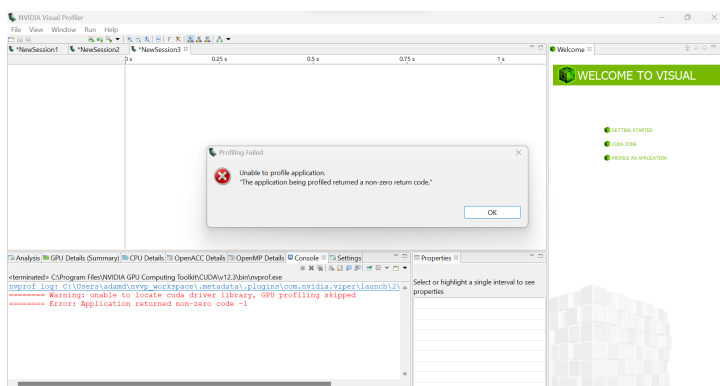 NVIDIA Visual Profiler
File View Window Run Help
*NewSession1 *NewSession2 *NewSession3
0 s 0.25 s 0.5 s 0.75 s 1 s
Welcome
WELCOME TO VISUAL
GETTING STARTED
CUDA ZONE
PROFILE AN APPLICATION
Profiling Failed
Unable to profile application.
"The application being profiled returned a non-zero return code."
OK
Analysis GPU Details (Summary) CPU Details OpenACC Details OpenMP Details Console Settings
<terminated> C:\Program Files\NVIDIA GPU Computing Toolkit\CUDA\v12.3\bin\nvprof.exe
nvprof log: C:\Users\adamd\nvvp_workspace\.metadata\.plugins\com.nvidia.viper\launch\2\
======== Warning: unable to locate cuda driver library, GPU profiling skipped
======== Error: Application returned non-zero code -1
Properties
Select or highlight a single interval to see
properties